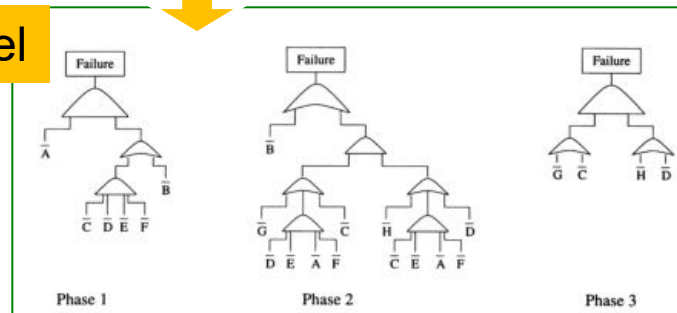 el
Failure
A̅
B̅
C̅ D̅ E̅ F̅
Phase 1
Failure
B̅
G̅ C̅ H̅ D̅
D̅ E̅ A̅ F̅ C̅ E̅ A̅ F̅
Phase 2
Failure
G̅ C̅ H̅ D̅
Phase 3